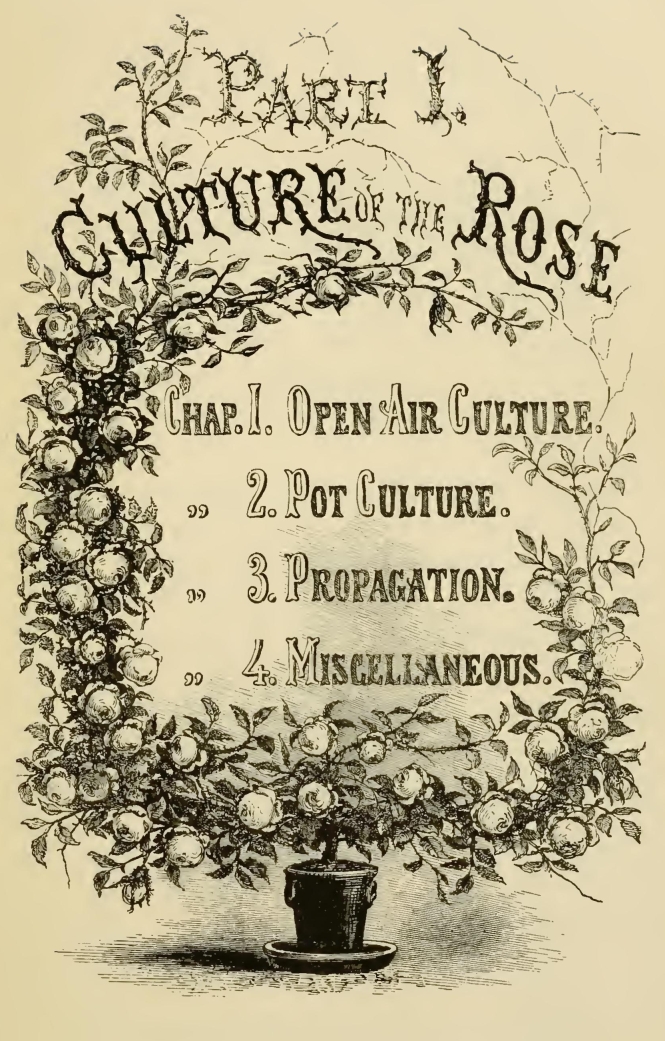 PART I.
CULTURE OF THE ROSE
CHAP. I. OPEN AIR CULTURE.
„ 2. POT CULTURE.
„ 3. PROPAGATION.
„ 4. MISCELLANEOUS.